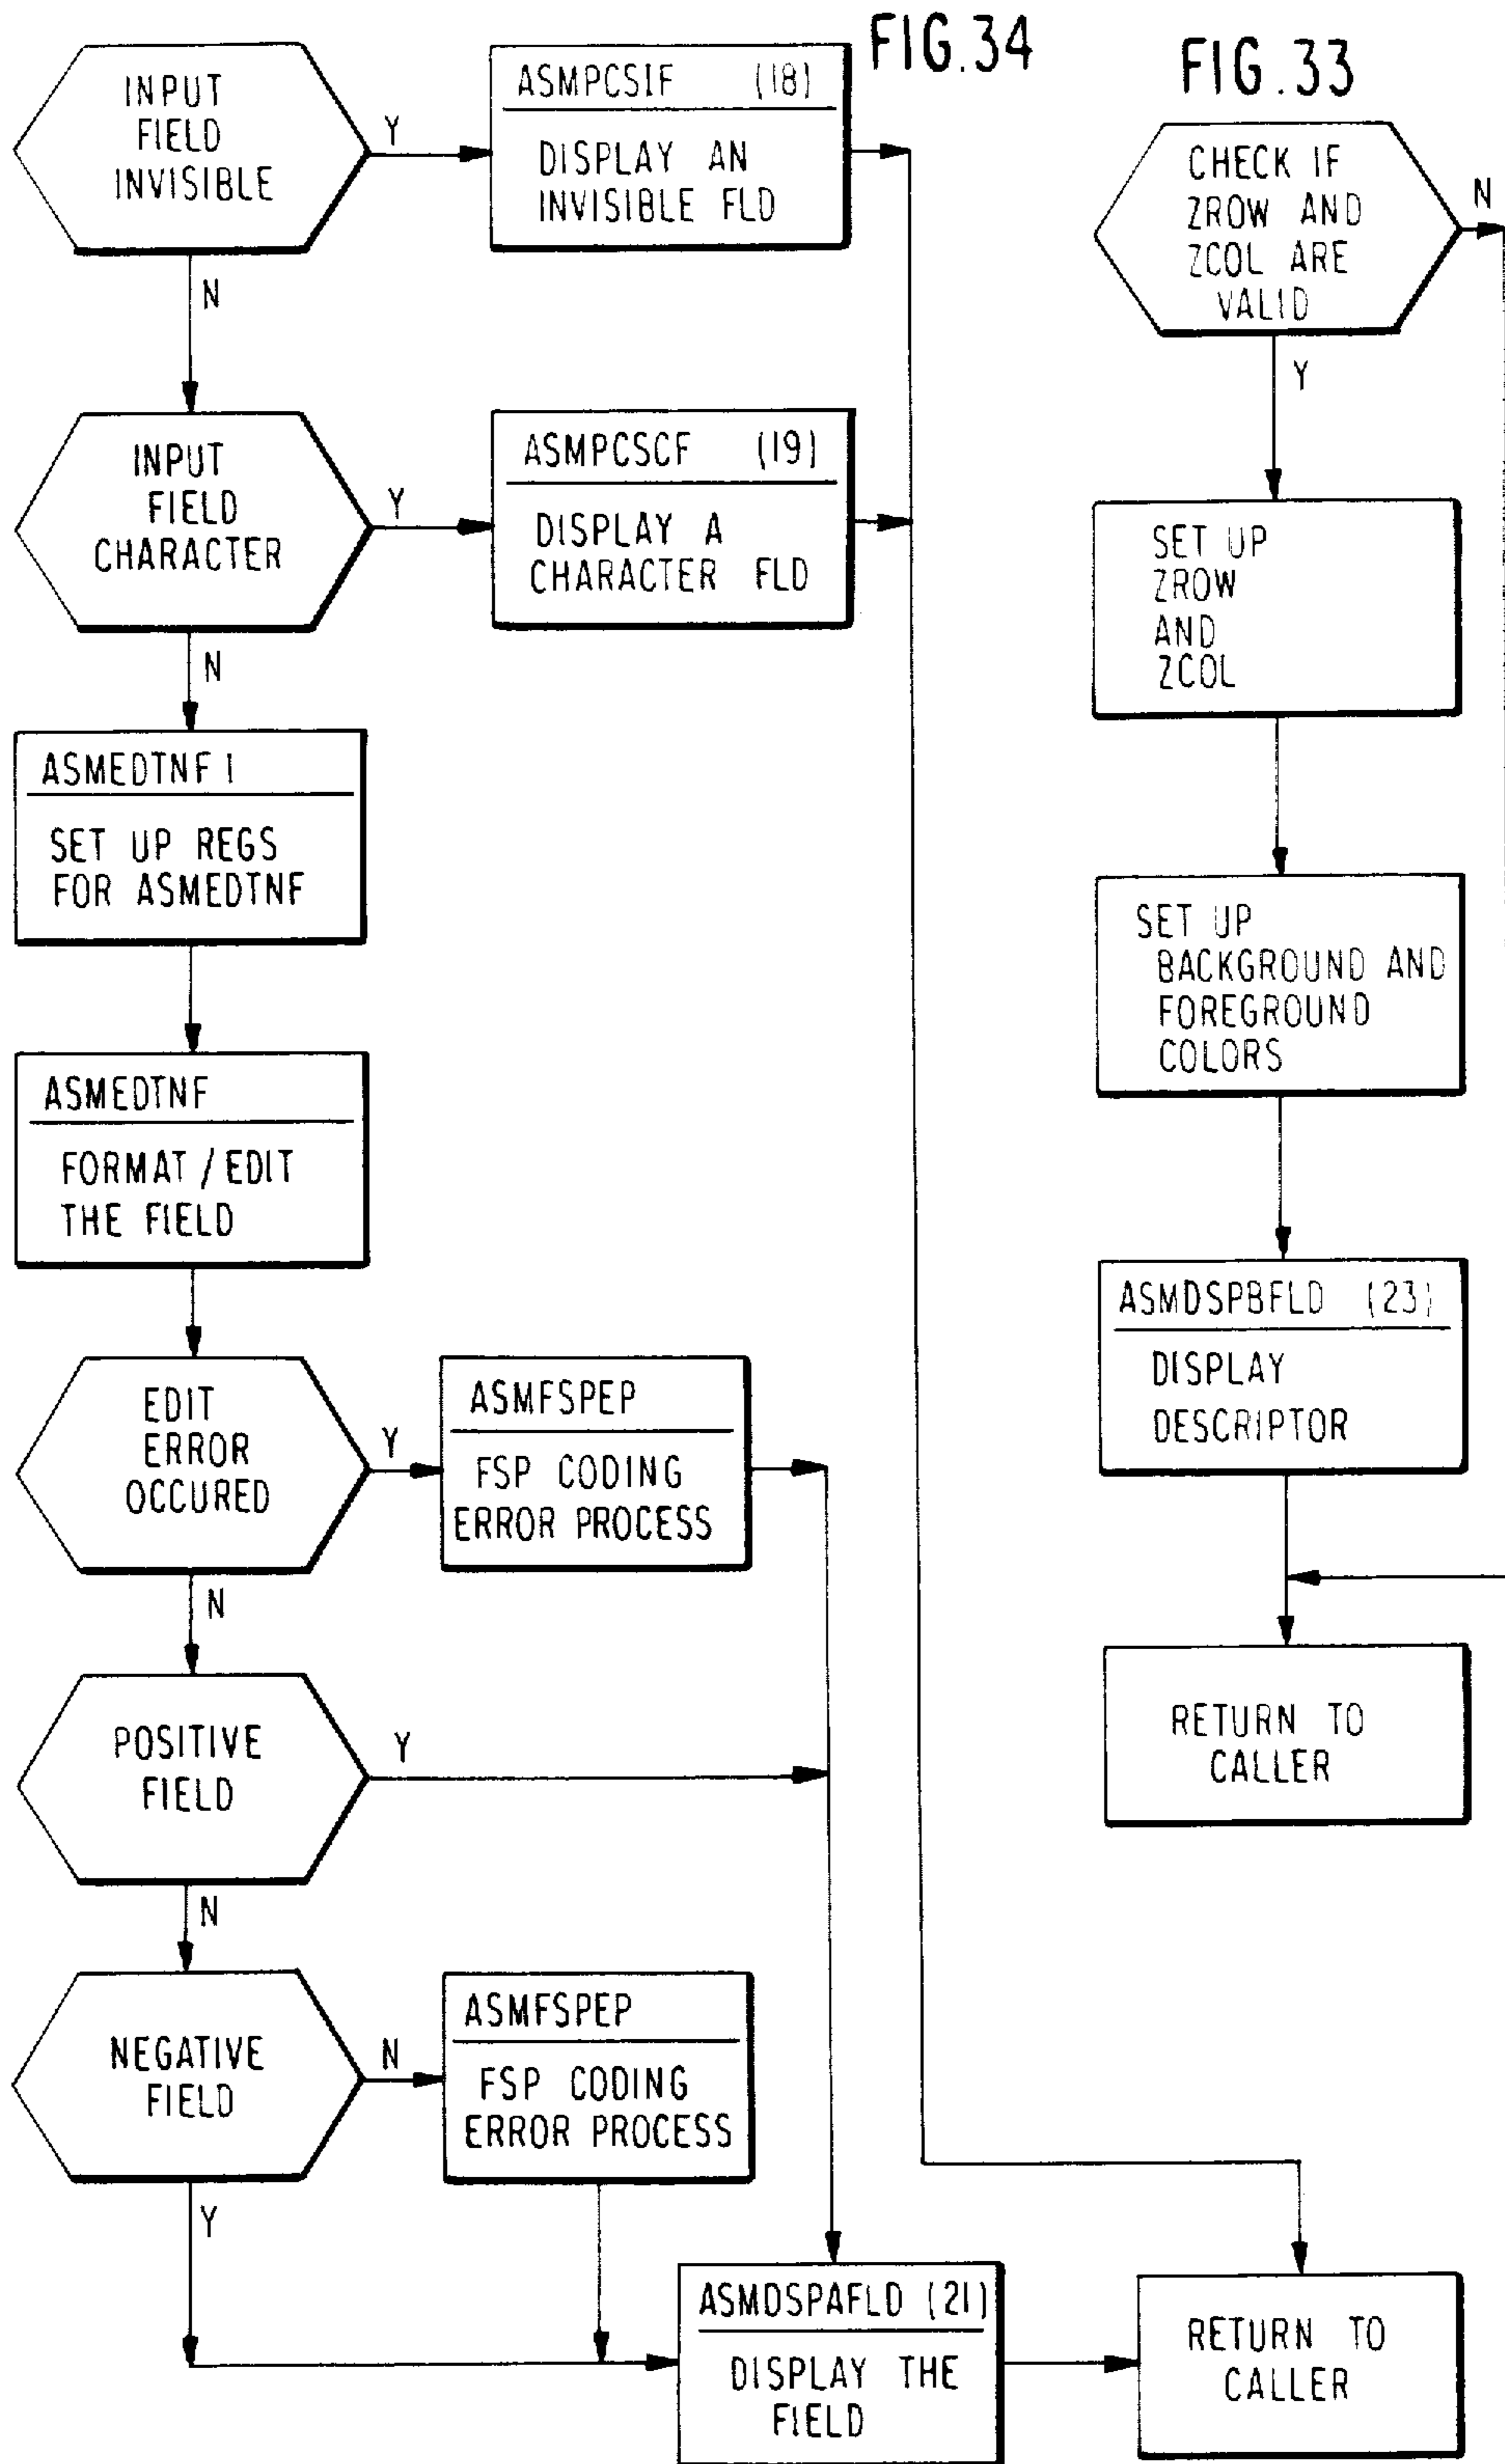 FIG.34
INPUT
FIELD
INVISIBLE
Y
N
ASMPCSIF (18)
DISPLAY AN
INVISIBLE FLD
INPUT
FIELD
CHARACTER
Y
N
ASMPCSCF (19)
DISPLAY A
CHARACTER FLD
ASMEDTNF1
SET UP REGS
FOR ASMEDTNF
ASMEDTNF
FORMAT / EDIT
THE FIELD
EDIT
ERROR
OCCURED
Y
N
ASMFSPEP
FSP CODING
ERROR PROCESS
POSITIVE
FIELD
Y
N
NEGATIVE
FIELD
N
Y
ASMFSPEP
FSP CODING
ERROR PROCESS
ASMDSPAFLD (21)
DISPLAY THE
FIELD
RETURN TO
CALLER
FIG.33
CHECK IF
ZROW AND
ZCOL ARE
VALID
N
Y
SET UP
ZROW
AND
ZCOL
SET UP
BACKGROUND AND
FOREGROUND
COLORS
ASMDSPBFLD (23)
DISPLAY
DESCRIPTOR
RETURN TO
CALLER